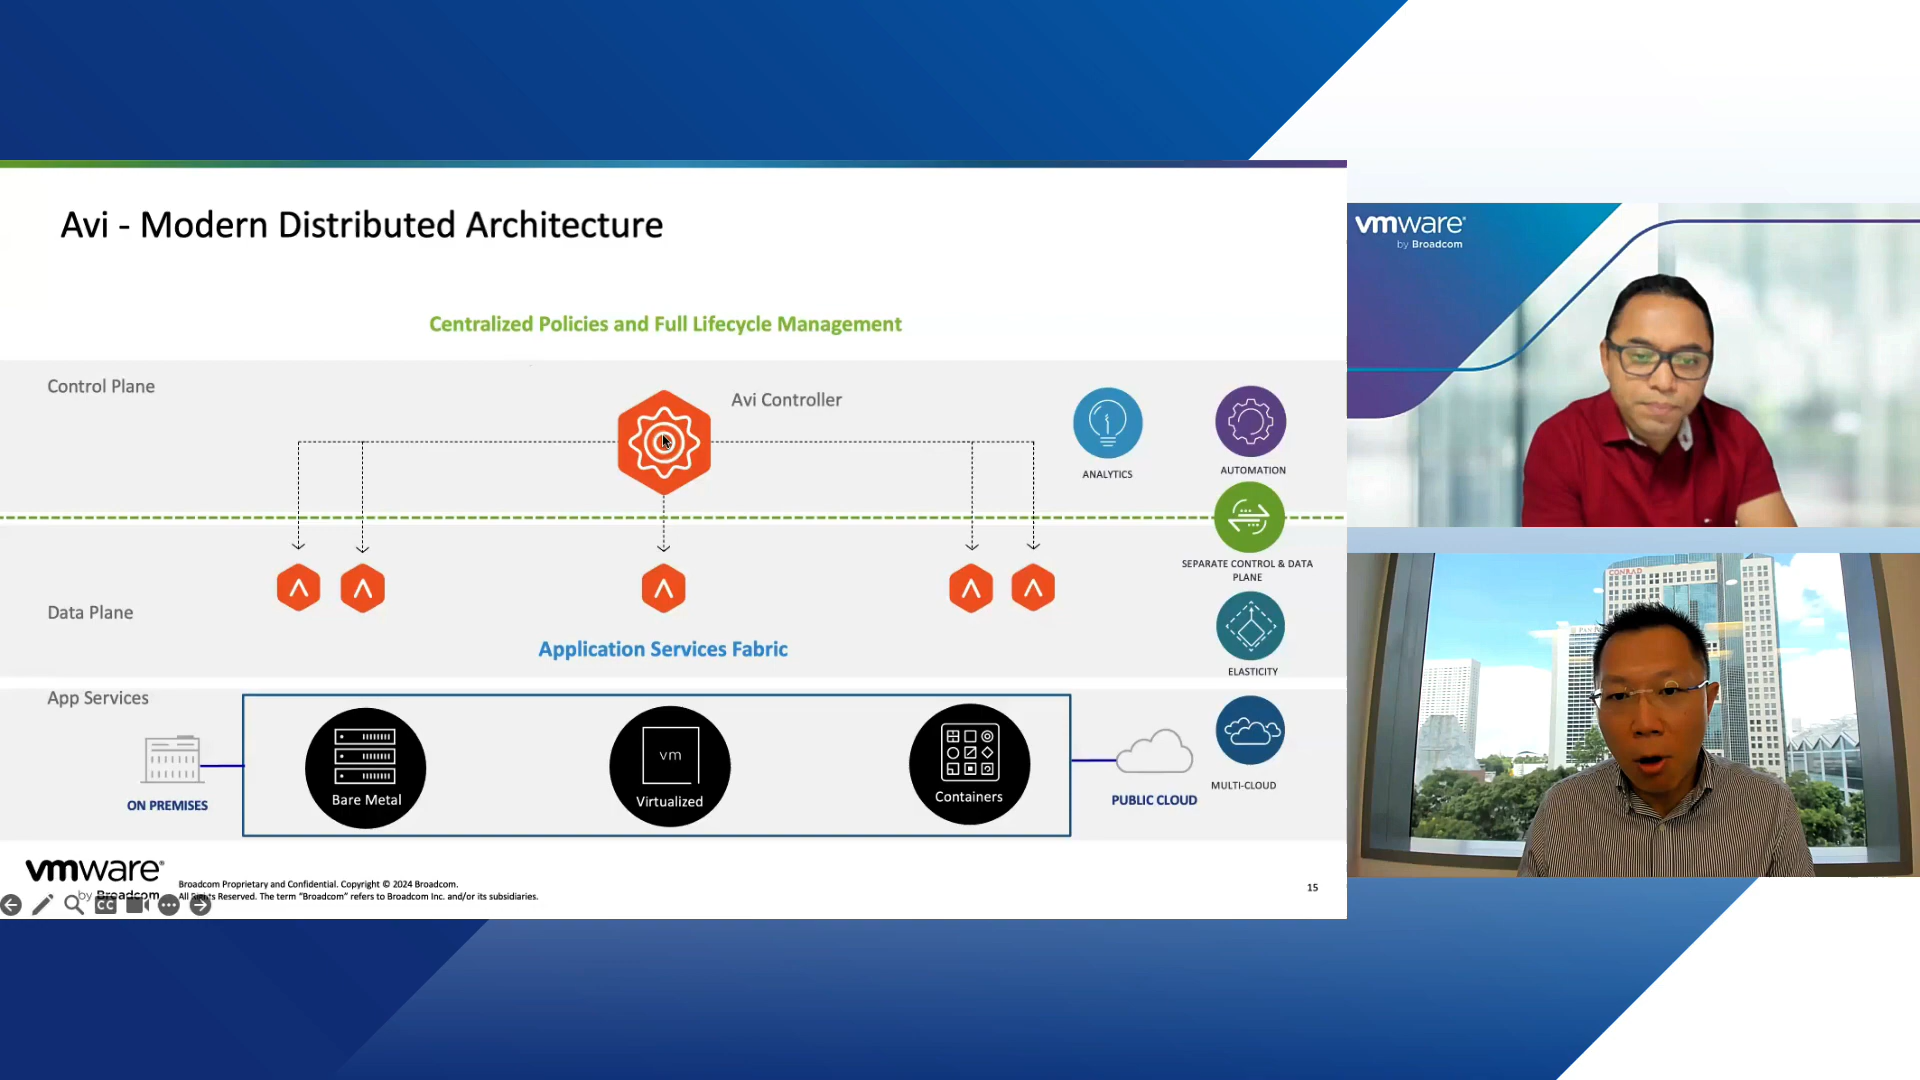 Avi - Modern Distributed Architecture
Centralized Policies and Full Lifecycle Management
Control Plane
Avi Controller
ANALYTICS
AUTOMATION
SEPARATE CONTROL & DATA
PLANE
Data Plane
Application Services Fabric
ELASTICITY
App Services
Bare Metal
vm
Virtualized
Containers
ON PREMISES
PUBLIC CLOUD
MULTI-CLOUD
vmware®
by Broadcom
Broadcom Proprietary and Confidential. Copyright © 2024 Broadcom.
All Rights Reserved. The term “Broadcom” refers to Broadcom Inc. and/or its subsidiaries.
15
CC
vmware®
by Broadcom
CONRAD